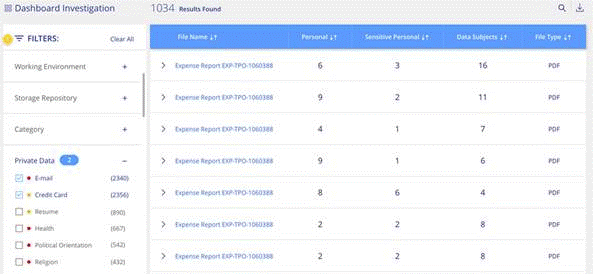 Dashboard Investigation
1034 Results Found
FILTERS: Clear All
Working Environment +
Storage Repository +
Category +
Private Data 2 −
E-mail (2340)
Credit Card (2356)
Resume (890)
Health (667)
Political Orientation (542)
Religion (432)
File Name Personal Sensitive Personal Data Subjects File Type
Expense Report EXP-TPO-1060388 6 3 16 PDF
Expense Report EXP-TPO-1060388 9 2 11 PDF
Expense Report EXP-TPO-1060388 4 1 7 PDF
Expense Report EXP-TPO-1060388 9 1 6 PDF
Expense Report EXP-TPO-1060388 8 6 4 PDF
Expense Report EXP-TPO-1060388 2 2 8 PDF
Expense Report EXP-TPO-1060388 2 2 8 PDF